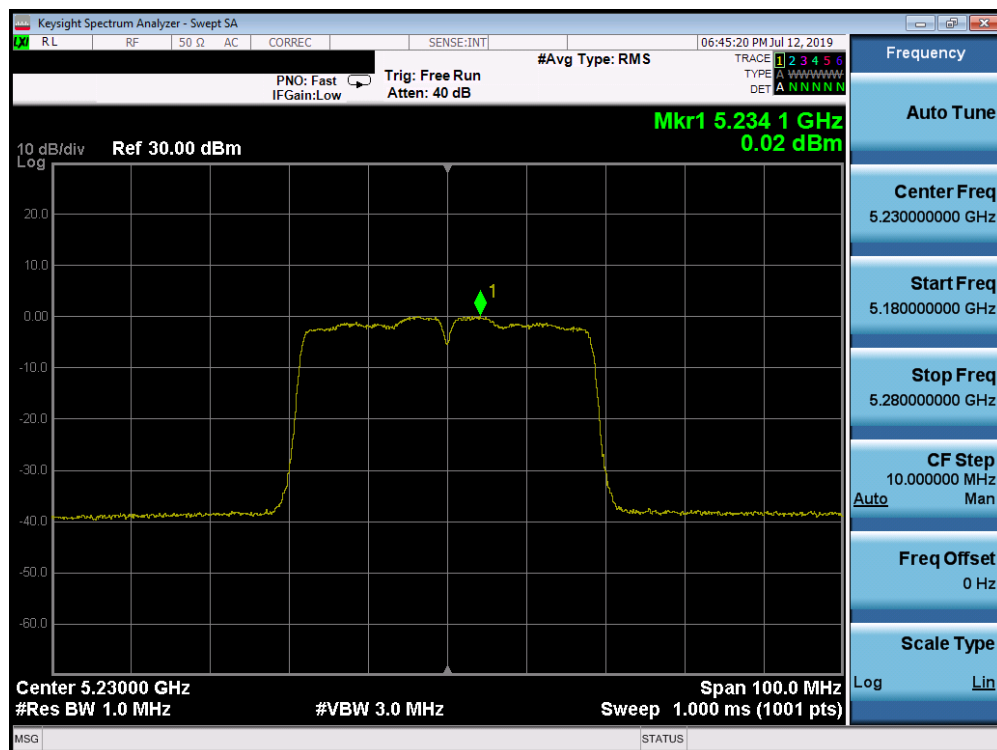 Keysight Spectrum Analyzer - Swept SA
LXI RL RF 50 Ω AC CORREC SENSE:INT 06:45:20 PM Jul 12, 2019
#Avg Type: RMS
TRACE 1 2 3 4 5 6
PNO: Fast Trig: Free Run
TYPE A WWWWW
IFGain:Low Atten: 40 dB
DET A N N N N N
Mkr1 5.234 1 GHz
0.02 dBm
10 dB/div Ref 30.00 dBm
Log
1
20.0
10.0
0.00
-10.0
-20.0
-30.0
-40.0
-50.0
-60.0
Center 5.23000 GHz Span 100.0 MHz
#Res BW 1.0 MHz #VBW 3.0 MHz Sweep 1.000 ms (1001 pts)
MSG STATUS
Frequency
Auto Tune
Center Freq
5.230000000 GHz
Start Freq
5.180000000 GHz
Stop Freq
5.280000000 GHz
CF Step
10.000000 MHz
Auto Man
Freq Offset
0 Hz
Scale Type
Log Lin